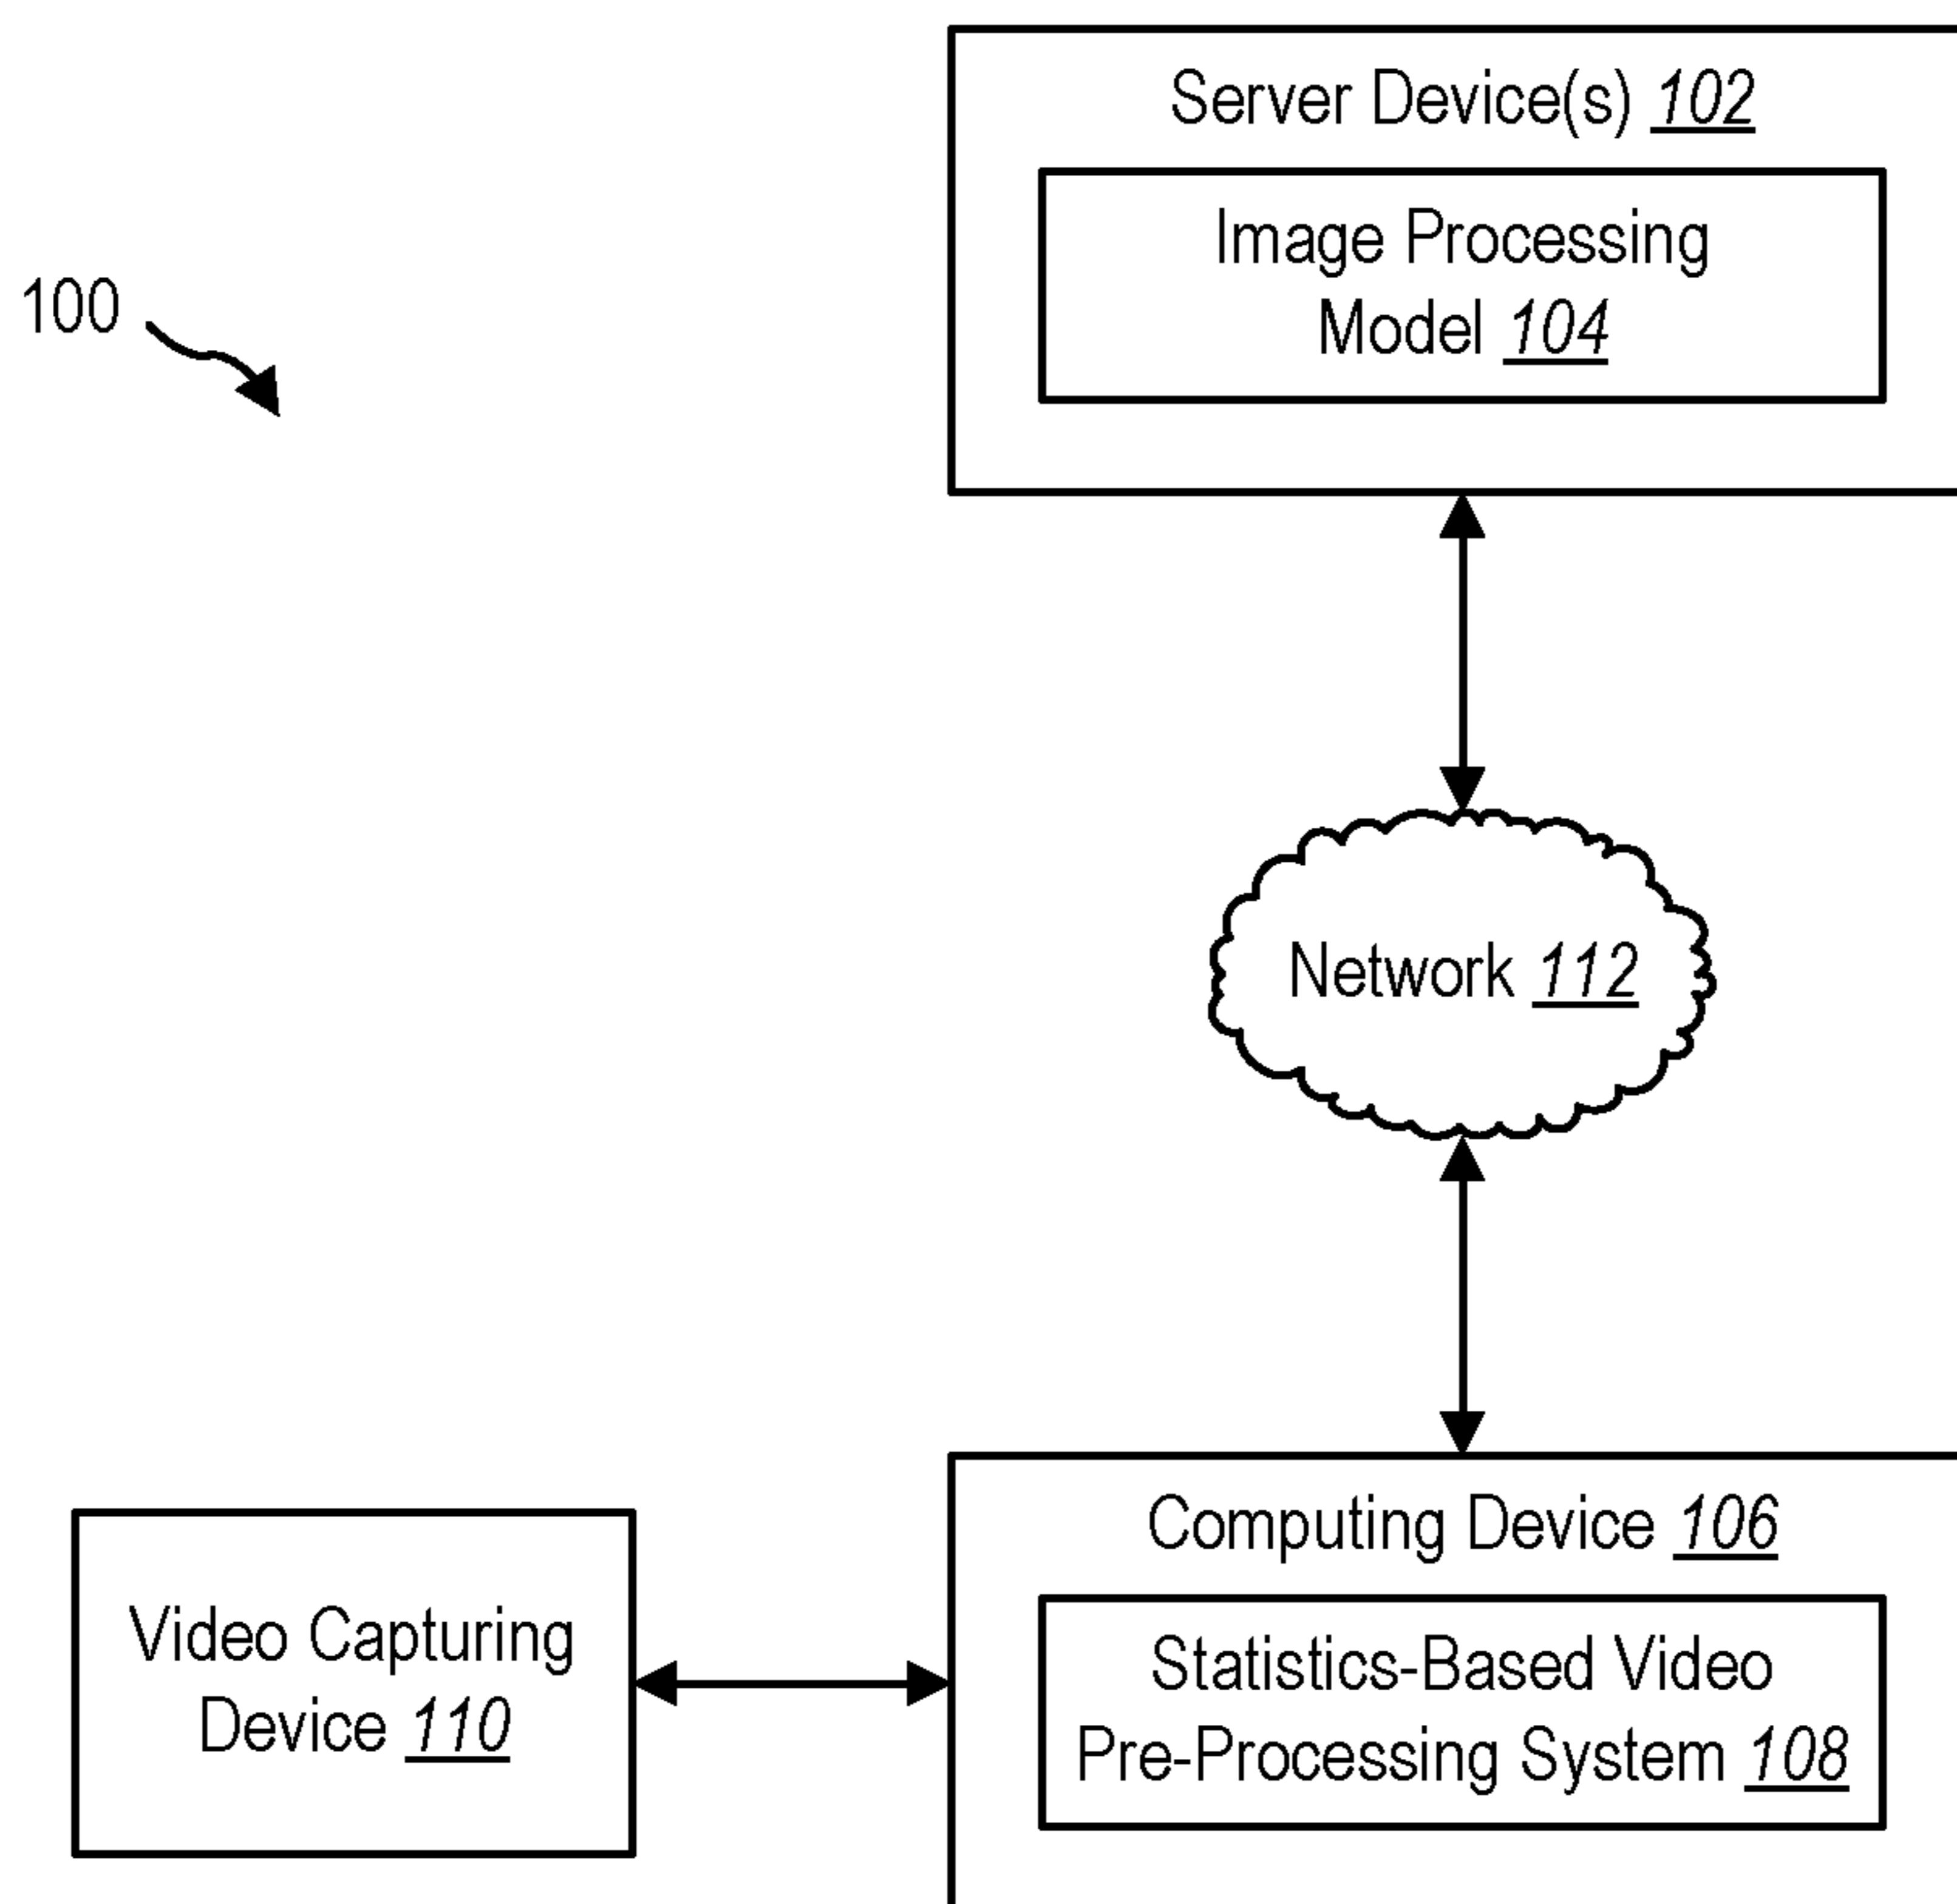 Server Device(s) 102
Image Processing
Model 104
100
Network 112
Computing Device 106
Statistics-Based Video
Pre-Processing System 108
Video Capturing
Device 110